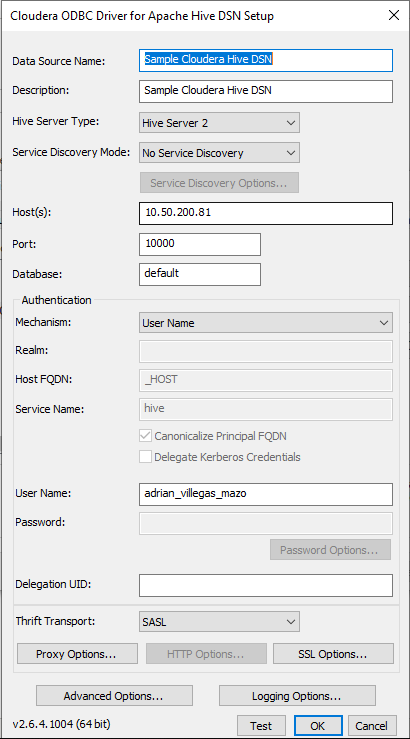 Cloudera ODBC Driver for Apache Hive DSN Setup
Data Source Name: Sample Cloudera Hive DSN
Description: Sample Cloudera Hive DSN
Hive Server Type: Hive Server 2
Service Discovery Mode: No Service Discovery
Service Discovery Options...
Host(s): 10.50.200.81
Port: 10000
Database: default
Authentication
Mechanism: User Name
Realm:
Host FQDN: _HOST
Service Name: hive
Canonicalize Principal FQDN
Delegate Kerberos Credentials
User Name: adrian_villegas_mazo
Password:
Password Options...
Delegation UID:
Thrift Transport: SASL
Proxy Options... HTTP Options... SSL Options...
Advanced Options... Logging Options...
v2.6.4.1004 (64 bit) Test OK Cancel